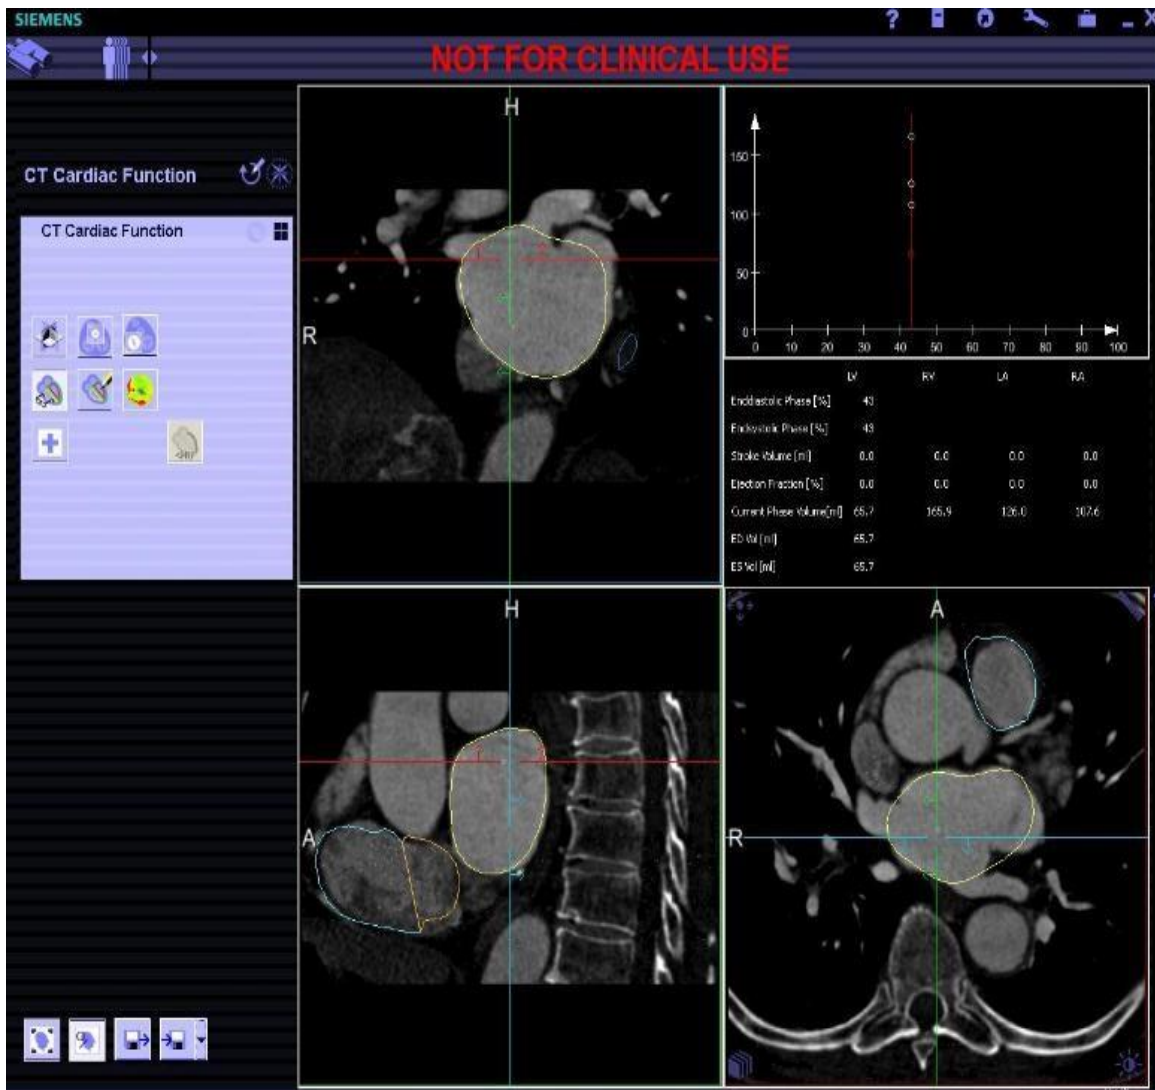 SIEMENS
NOT FOR CLINICAL USE
CT Cardiac Function
CT Cardiac Function
H
R
150
100
50
0
0 10 20 30 40 50 60 70 80 90 100
LV RV LA RA
Enddiastolic Phase [%] 43
Endsystolic Phase [%] 43
Stroke Volume [ml] 0.0 0.0 0.0 0.0
Ejection Fraction [%] 0.0 0.0 0.0 0.0
Current Phase Volume[ml] 65.7 165.9 126.0 107.6
ED Vol [ml] 65.7
ES Vol [ml] 65.7
H
A
A
R